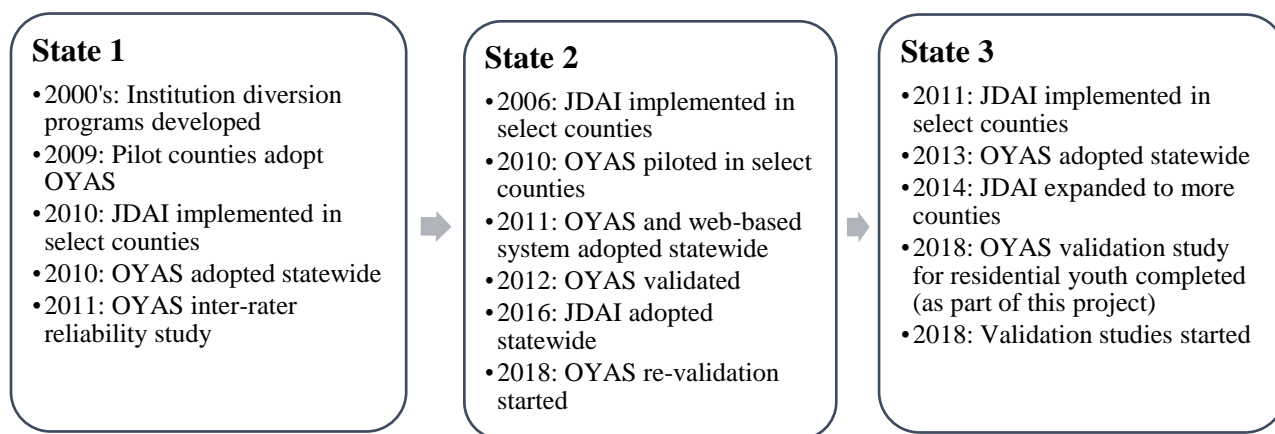 State 1
•2000's: Institution diversion
programs developed
•2009: Pilot counties adopt
OYAS
•2010: JDAI implemented in
select counties
•2010: OYAS adopted statewide
•2011: OYAS inter-rater
reliability study
State 2
•2006: JDAI implemented in
select counties
•2010: OYAS piloted in select
counties
•2011: OYAS and web-based
system adopted statewide
•2012: OYAS validated
•2016: JDAI adopted
statewide
•2018: OYAS re-validation
started
State 3
•2011: JDAI implemented in
select counties
•2013: OYAS adopted statewide
•2014: JDAI expanded to more
counties
•2018: OYAS validation study
for residential youth completed
(as part of this project)
•2018: Validation studies started